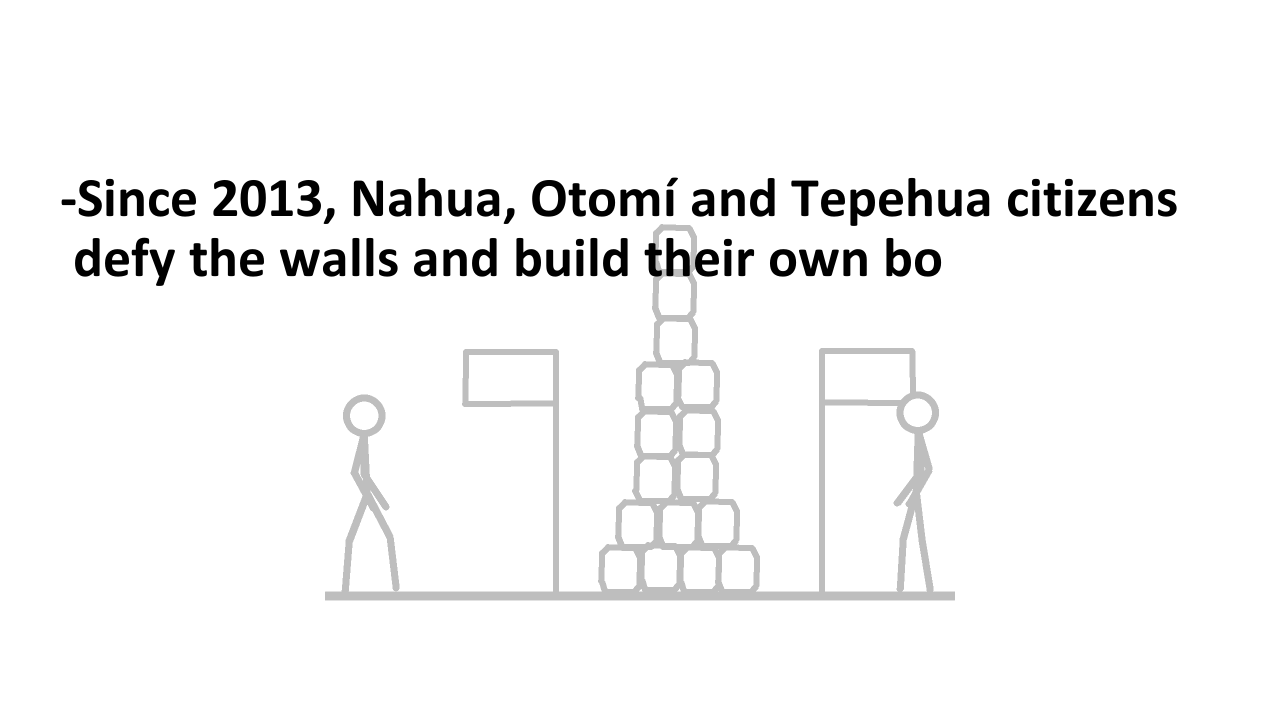 -Since 2013, Nahua, Otomí and Tepehua citizens
defy the walls and build their own bo